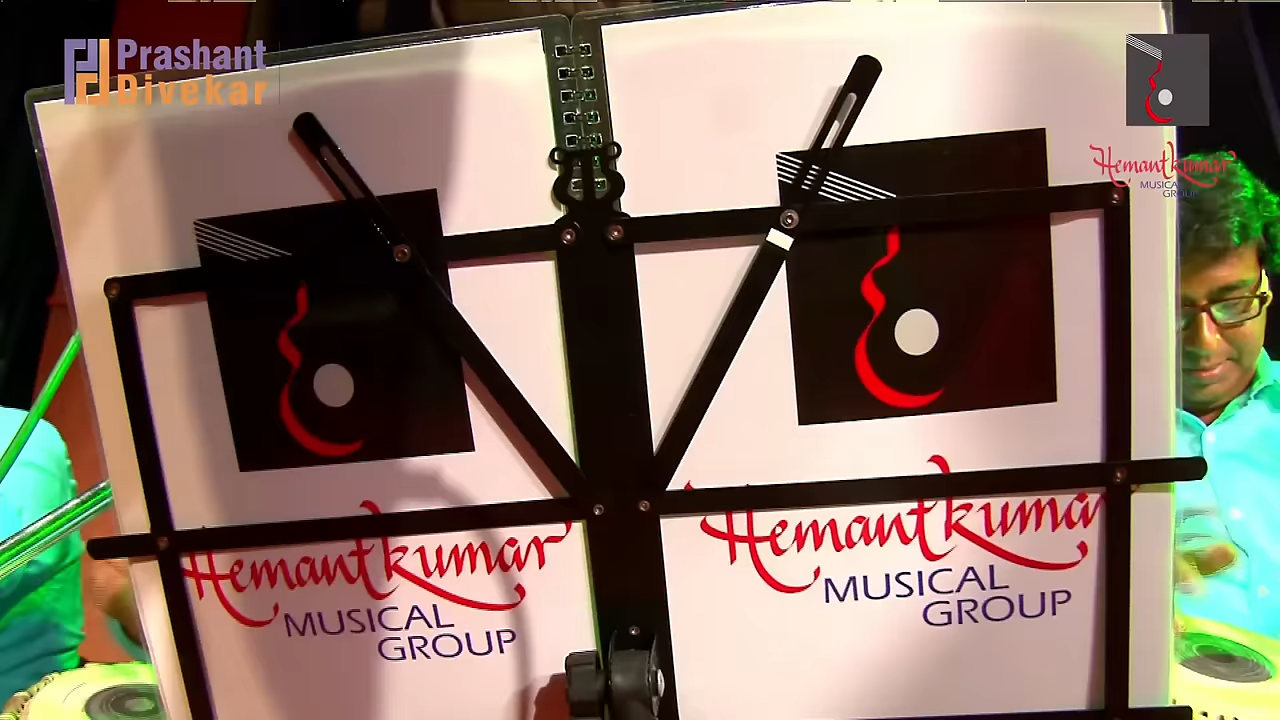 Prashant
Divekar
Hemantkumar
MUSICAL
GROUP
Hemantkumar
MUSICAL
GROUP
Hemantkumar
MUSICAL
GROUP